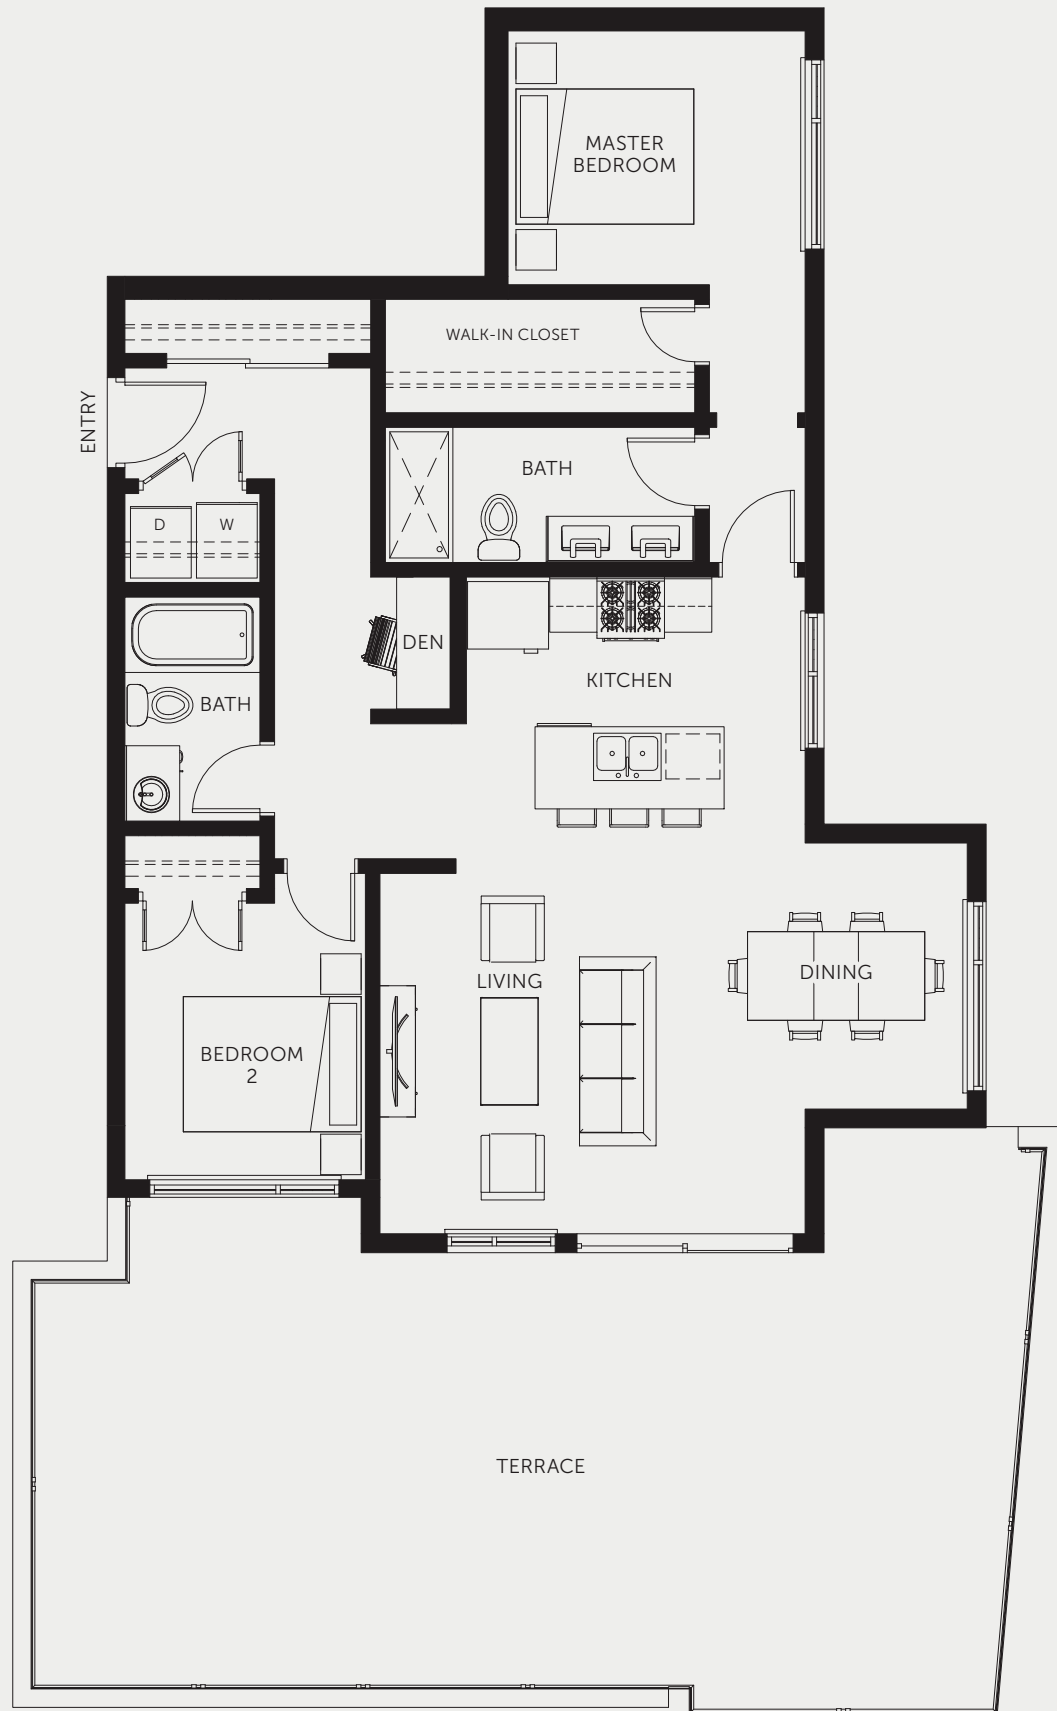 MASTER
BEDROOM
WALK-IN CLOSET
ENTRY
BATH
D
W
DEN
KITCHEN
BATH
LIVING
DINING
BEDROOM
2
TERRACE